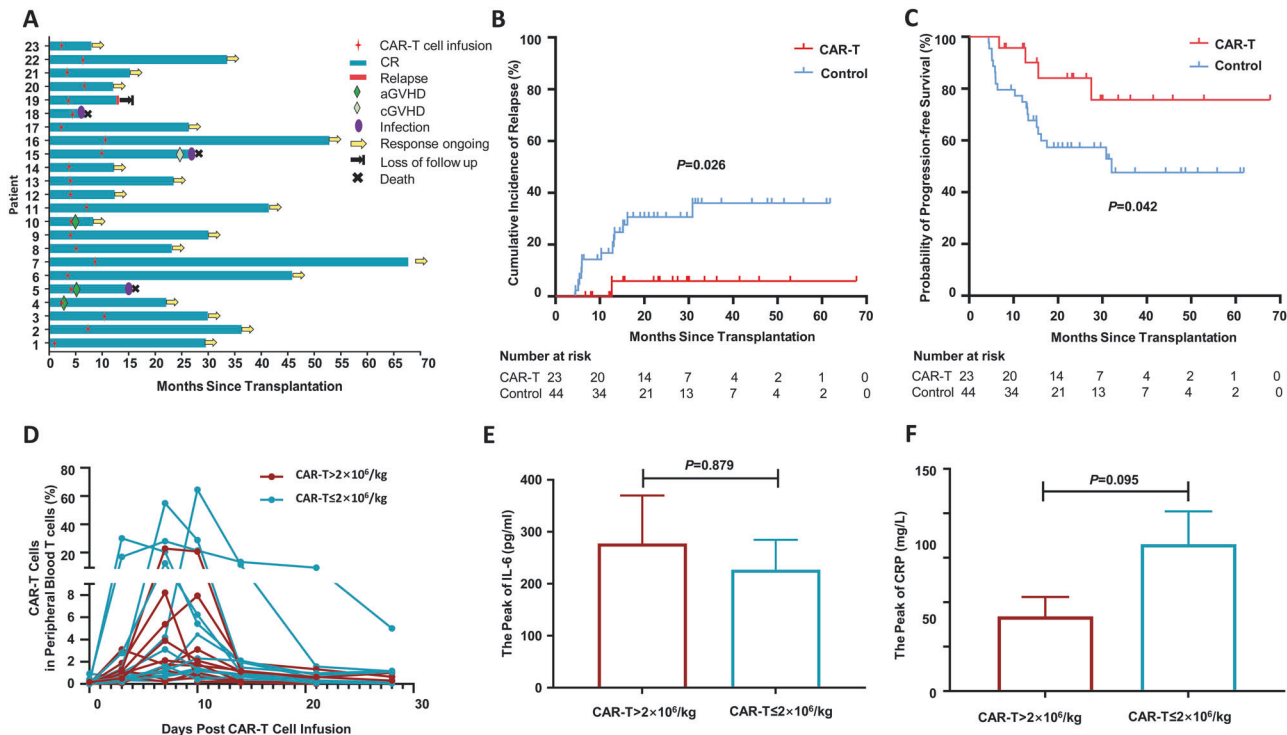 A
23
22
21
20
19
18
17
16
15
14
13
12
11
10
9
8
7
6
5
4
3
2
1
Patient
0 5 10 15 20 25 30 35 40 45 50 55 60 65 70
Months Since Transplantation
CAR-T cell infusion
CR
Relapse
aGVHD
cGVHD
Infection
Response ongoing
Loss of follow up
Death
B
Cumulative Incidence of Relapse (%)
100
80
60
40
20
0
CAR-T
Control
P=0.026
0 10 20 30 40 50 60 70
Months Since Transplantation
Number at risk
CAR-T 23 20 14 7 4 2 1 0
Control 44 34 21 13 7 4 2 0
C
Probability of Progression-free Survival (%)
100
80
60
40
20
0
CAR-T
Control
P=0.042
0 10 20 30 40 50 60 70
Months Since Transplantation
Number at risk
CAR-T 23 20 14 7 4 2 1 0
Control 44 34 21 13 7 4 2 0
D
CAR-T Cells
in Peripheral Blood T cells (%)
80
60
40
20
8
6
4
2
0
CAR-T>2×10⁶/kg
CAR-T≤2×10⁶/kg
0 10 20 30
Days Post CAR-T Cell Infusion
E
The Peak of IL-6 (pg/ml)
400
300
200
100
0
P=0.879
CAR-T>2×10⁶/kg CAR-T≤2×10⁶/kg
F
The Peak of CRP (mg/L)
150
100
50
0
P=0.095
CAR-T>2×10⁶/kg CAR-T≤2×10⁶/kg